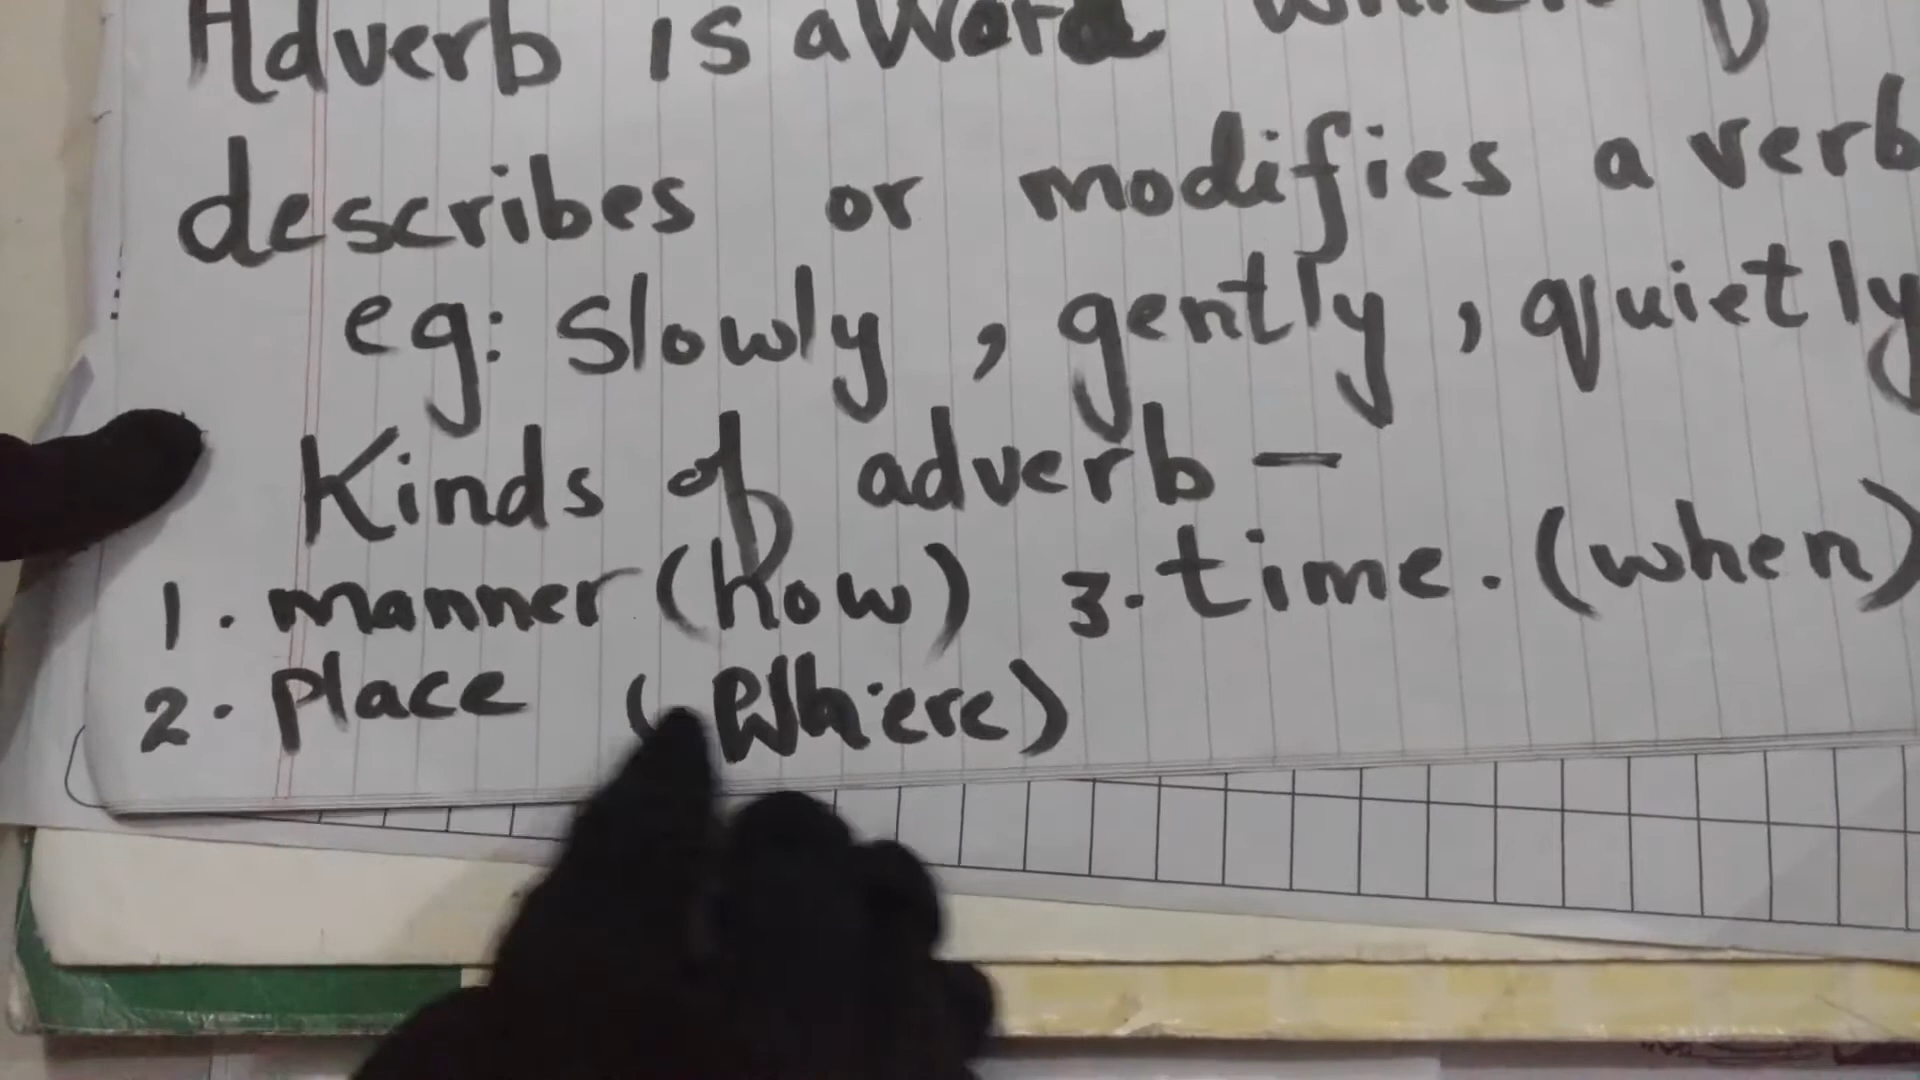 Adverb is a Word which
describes or modifies a verb
eg: Slowly, gently, quietly
Kinds of adverb -
1. manner (how) 3. time. (when)
2. Place (Where)